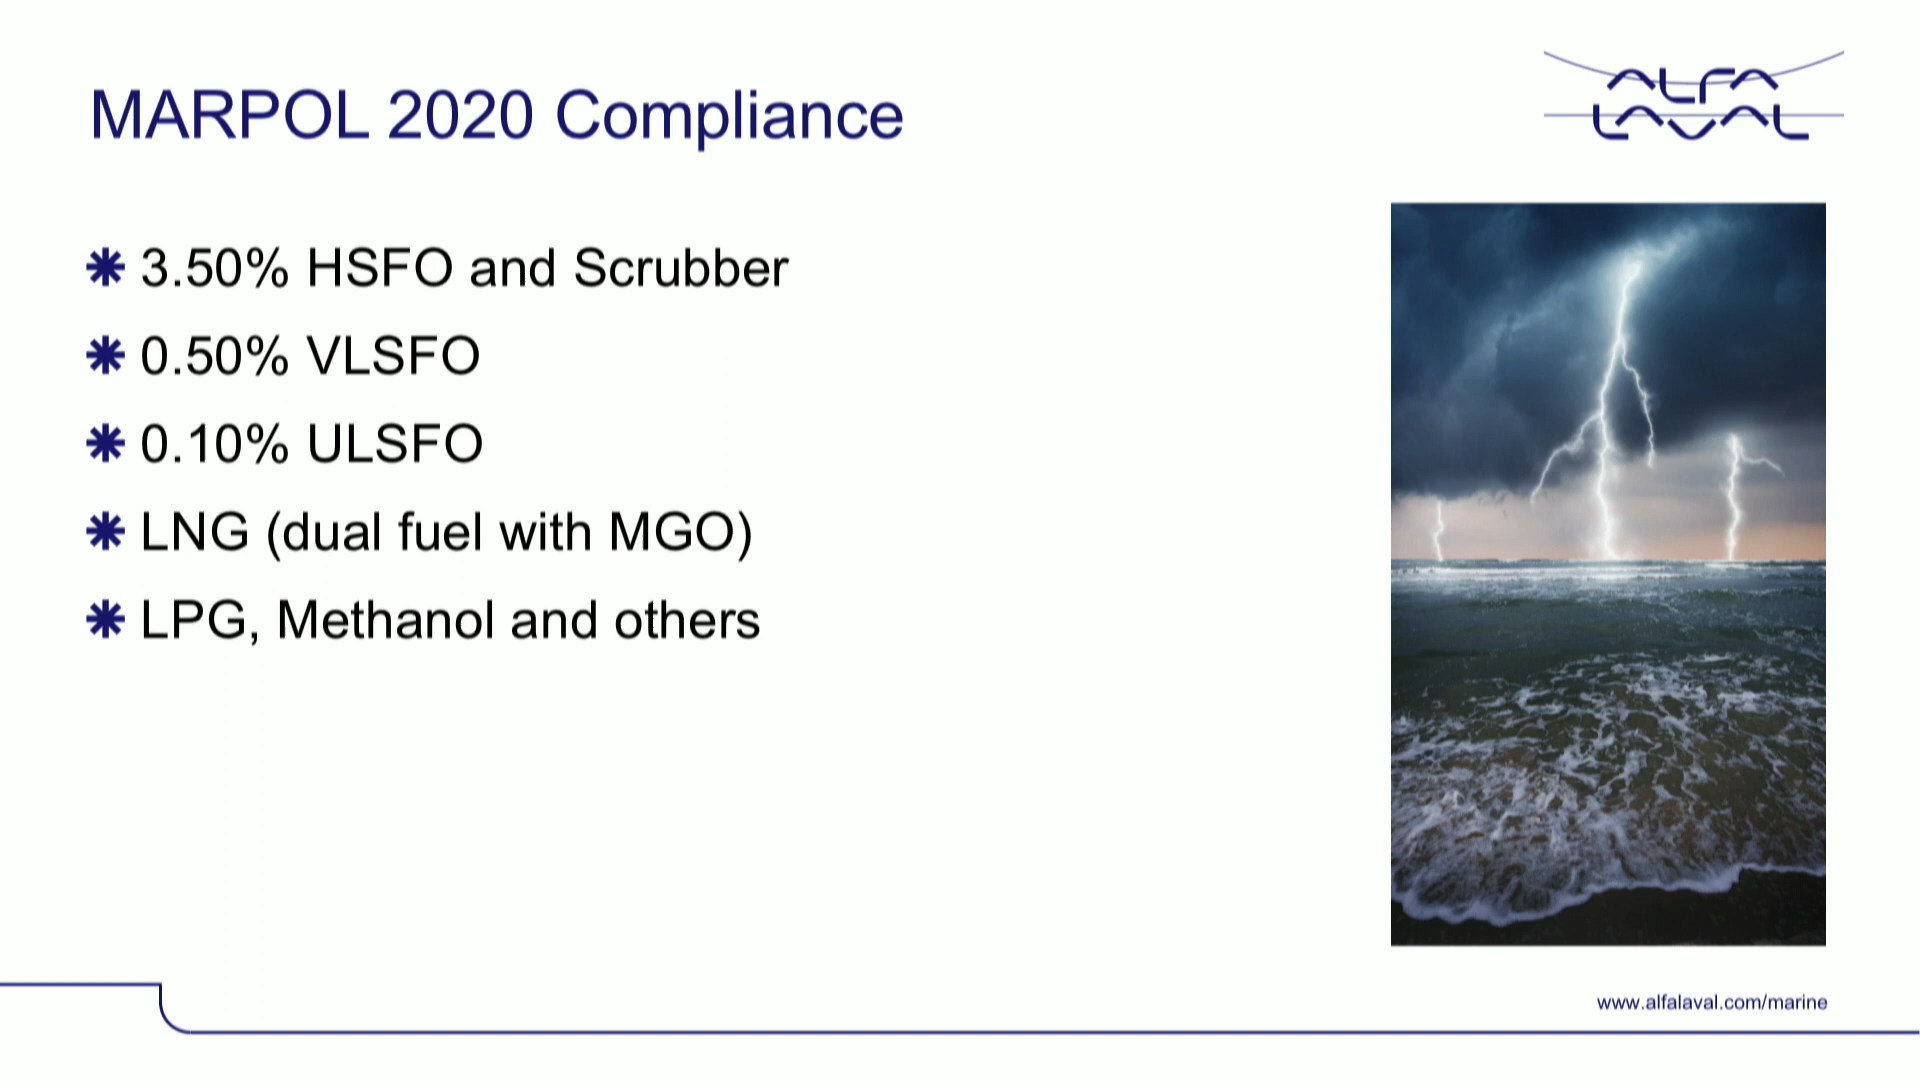 MARPOL 2020 Compliance
ALFA
LAVAL
3.50% HSFO and Scrubber
0.50% VLSFO
0.10% ULSFO
LNG (dual fuel with MGO)
LPG, Methanol and others
www.alfalaval.com/marine